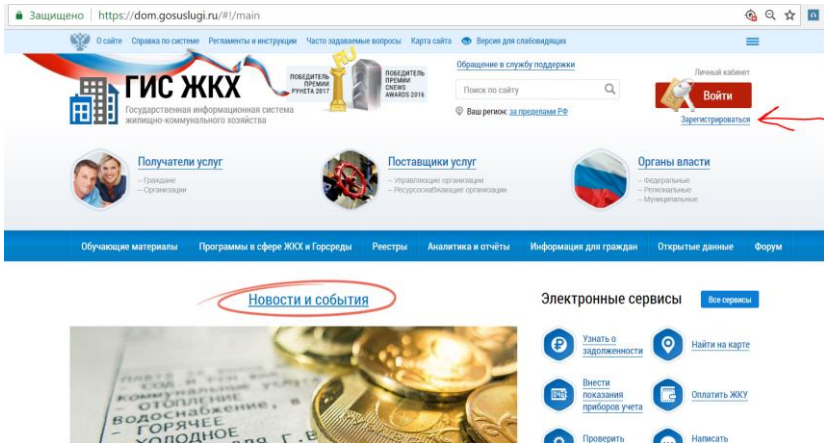 Защищено https://dom.gosuslugi.ru/#!/main
О сайте Справка по системе Регламенты и инструкции Часто задаваемые вопросы Карта сайта Версия для слабовидящих
ГИС ЖКХ
Государственная информационная система
жилищно-коммунального хозяйства
ПОБЕДИТЕЛЬ
ПРЕМИИ
РУНЕТА 2017
RU
ПОБЕДИТЕЛЬ
ПРЕМИИ
CNEWS
AWARDS 2016
Обращение в службу поддержки
Поиск по сайту
Ваш регион: за пределами РФ
Личный кабинет
Войти
Зарегистрироваться
Получатели услуг
– Граждане
– Организации
Поставщики услуг
– Управляющие организации
– Ресурсоснабжающие организации
Органы власти
– Федеральные
– Региональные
– Муниципальные
Обучающие материалы Программы в сфере ЖКХ и Горсреды Реестры Аналитика и отчёты Информация для граждан Открытые данные Форум
Новости и события
Электронные сервисы
Все сервисы
Узнать о
задолженности
Найти на карте
Внести
показания
приборов учета
Оплатить ЖКУ
Проверить
Написать
КОММУНАЛЬНЫЕ
- ОТОПЛЕНИЕ
ВОДОСНАБЖЕНИЕ, в
- ГОРЯЧЕЕ
ХОЛОДНОЕ